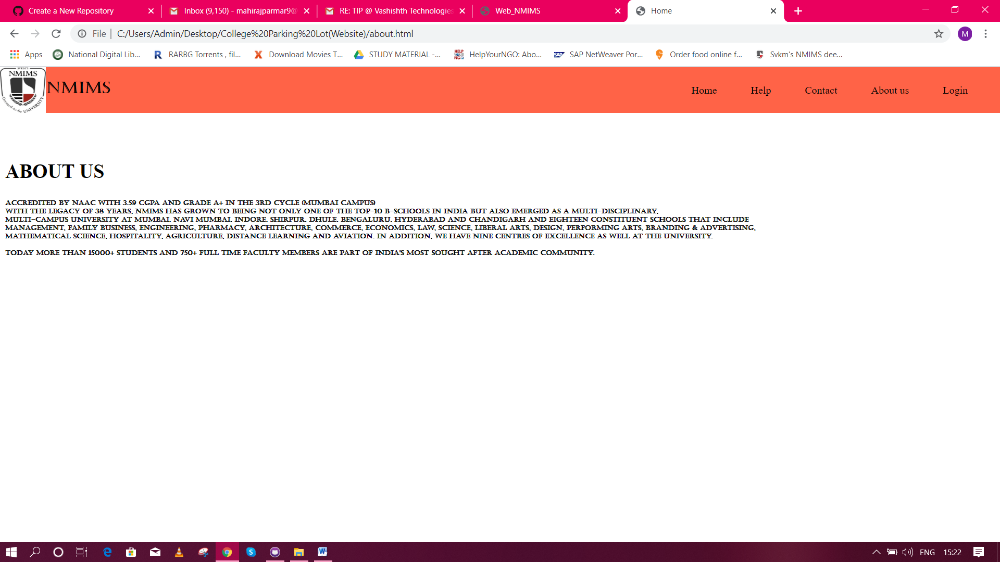 Create a New Repository
Inbox (9,150) - mahirajparmar9@
RE: TIP @ Vashishth Technologies
Web_NMIMS
Home
File | C:/Users/Admin/Desktop/College%20Parking%20Lot(Website)/about.html
M
Apps
National Digital Lib...
RARBG Torrents , fil...
Download Movies T...
STUDY MATERIAL -...
HelpYourNGO: Abo...
SAP NetWeaver Por...
Order food online f...
Svkm's NMIMS dee...
SVKM'S
NMIMS
Deemed-to-be UNIVERSITY
NMIMS
Home
Help
Contact
About us
Login
ABOUT US
ACCREDITED BY NAAC WITH 3.59 CGPA AND GRADE A+ IN THE 3RD CYCLE (MUMBAI CAMPUS)
WITH THE LEGACY OF 38 YEARS, NMIMS HAS GROWN TO BEING NOT ONLY ONE OF THE TOP-10 B-SCHOOLS IN INDIA BUT ALSO EMERGED AS A MULTI-DISCIPLINARY,
MULTI-CAMPUS UNIVERSITY AT MUMBAI, NAVI MUMBAI, INDORE, SHIRPUR, DHULE, BENGALURU, HYDERABAD AND CHANDIGARH AND EIGHTEEN CONSTITUENT SCHOOLS THAT INCLUDE
MANAGEMENT, FAMILY BUSINESS, ENGINEERING, PHARMACY, ARCHITECTURE, COMMERCE, ECONOMICS, LAW, SCIENCE, LIBERAL ARTS, DESIGN, PERFORMING ARTS, BRANDING & ADVERTISING,
MATHEMATICAL SCIENCE, HOSPITALITY, AGRICULTURE, DISTANCE LEARNING AND AVIATION. IN ADDITION, WE HAVE NINE CENTRES OF EXCELLENCE AS WELL AT THE UNIVERSITY.
TODAY MORE THAN 15000+ STUDENTS AND 750+ FULL TIME FACULTY MEMBERS ARE PART OF INDIA'S MOST SOUGHT AFTER ACADEMIC COMMUNITY.
ENG
15:22